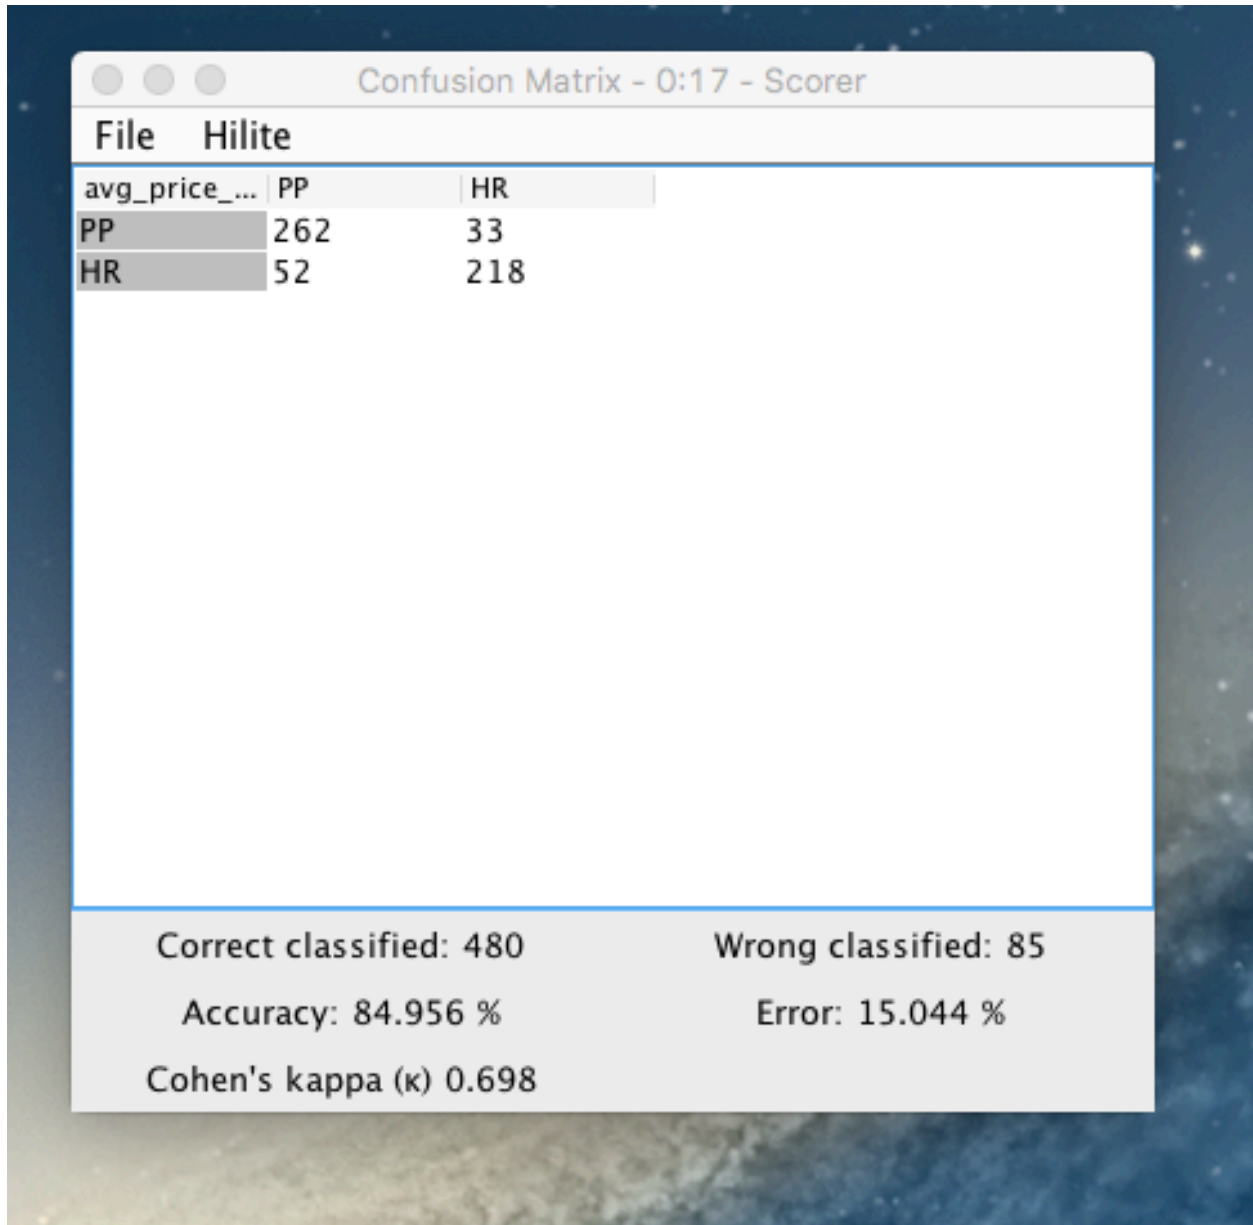 Confusion Matrix - 0:17 - Scorer
File Hilite
avg_price_... PP HR
PP 262 33
HR 52 218
Correct classified: 480 Wrong classified: 85
Accuracy: 84.956 % Error: 15.044 %
Cohen's kappa (κ) 0.698